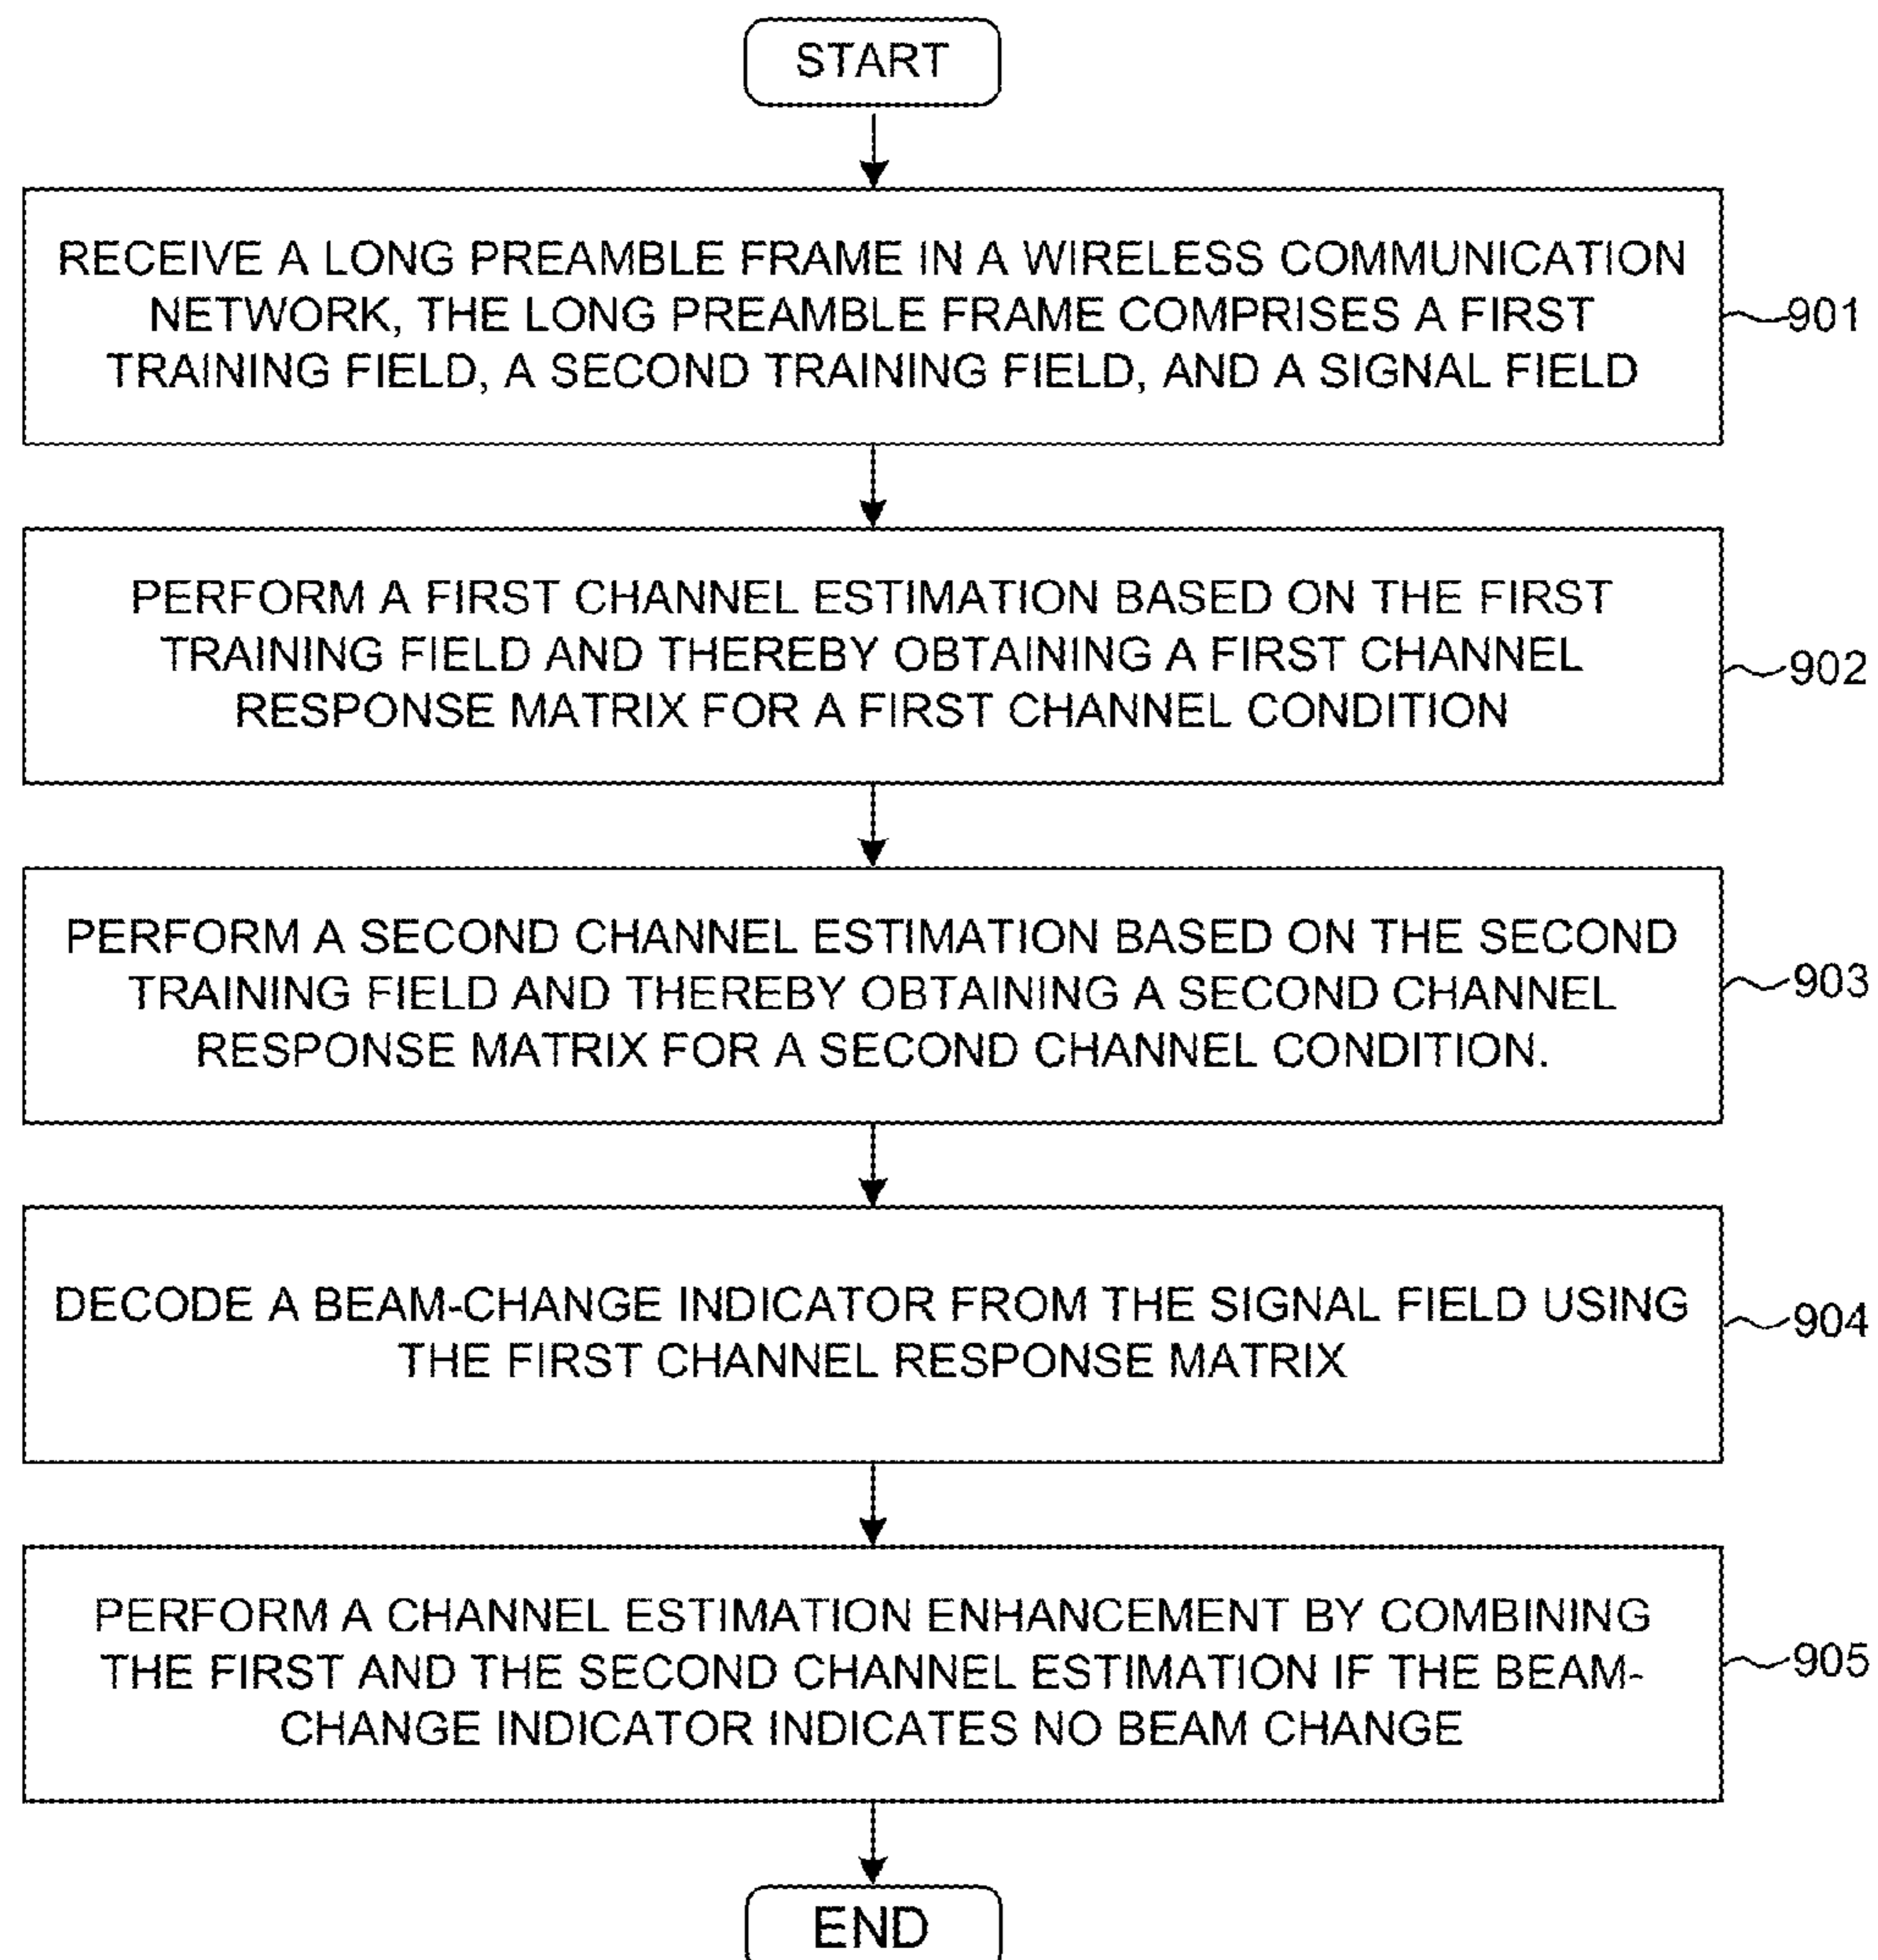 START
RECEIVE A LONG PREAMBLE FRAME IN A WIRELESS COMMUNICATION
NETWORK, THE LONG PREAMBLE FRAME COMPRISES A FIRST
TRAINING FIELD, A SECOND TRAINING FIELD, AND A SIGNAL FIELD
901
PERFORM A FIRST CHANNEL ESTIMATION BASED ON THE FIRST
TRAINING FIELD AND THEREBY OBTAINING A FIRST CHANNEL
RESPONSE MATRIX FOR A FIRST CHANNEL CONDITION
902
PERFORM A SECOND CHANNEL ESTIMATION BASED ON THE SECOND
TRAINING FIELD AND THEREBY OBTAINING A SECOND CHANNEL
RESPONSE MATRIX FOR A SECOND CHANNEL CONDITION.
903
DECODE A BEAM-CHANGE INDICATOR FROM THE SIGNAL FIELD USING
THE FIRST CHANNEL RESPONSE MATRIX
904
PERFORM A CHANNEL ESTIMATION ENHANCEMENT BY COMBINING
THE FIRST AND THE SECOND CHANNEL ESTIMATION IF THE BEAM-
CHANGE INDICATOR INDICATES NO BEAM CHANGE
905
END